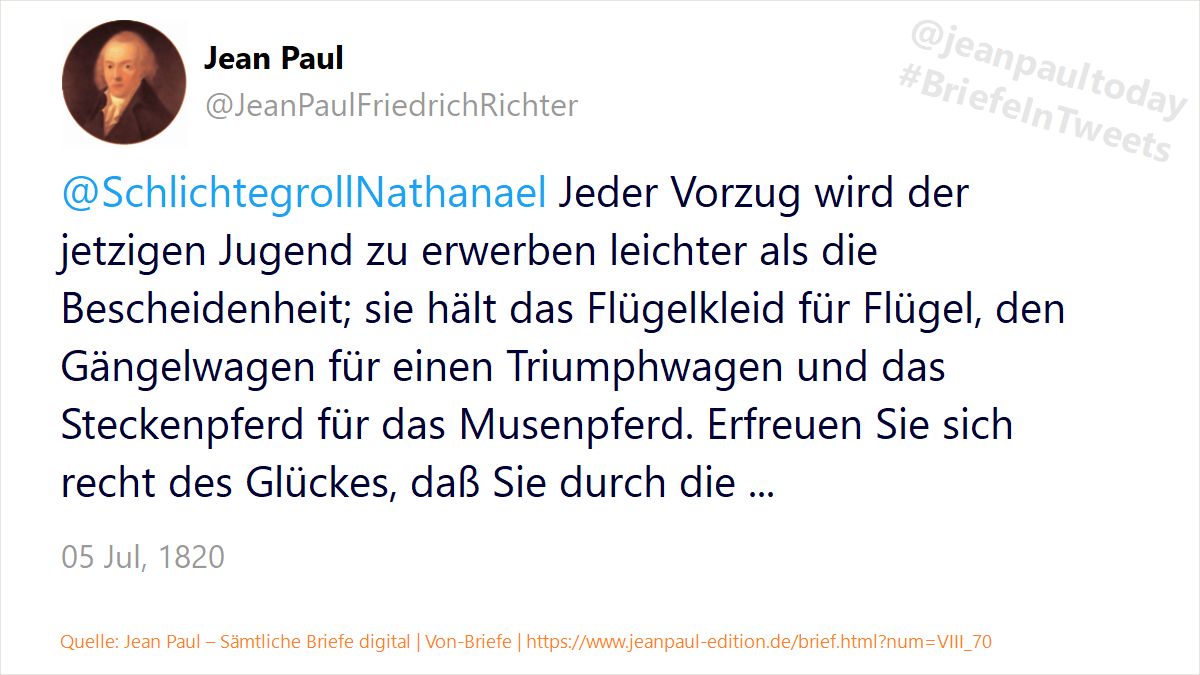 Jean Paul
@JeanPaulFriedrichRichter
@jeanpaultoday
#BriefeInTweets
@SchlichtegrollNathanael Jeder Vorzug wird der
jetzigen Jugend zu erwerben leichter als die
Bescheidenheit; sie hält das Flügelkleid für Flügel, den
Gängelwagen für einen Triumphwagen und das
Steckenpferd für das Musenpferd. Erfreuen Sie sich
recht des Glückes, daß Sie durch die ...
05 Jul, 1820
Quelle: Jean Paul – Sämtliche Briefe digital | Von-Briefe | https://www.jeanpaul-edition.de/brief.html?num=VIII_70